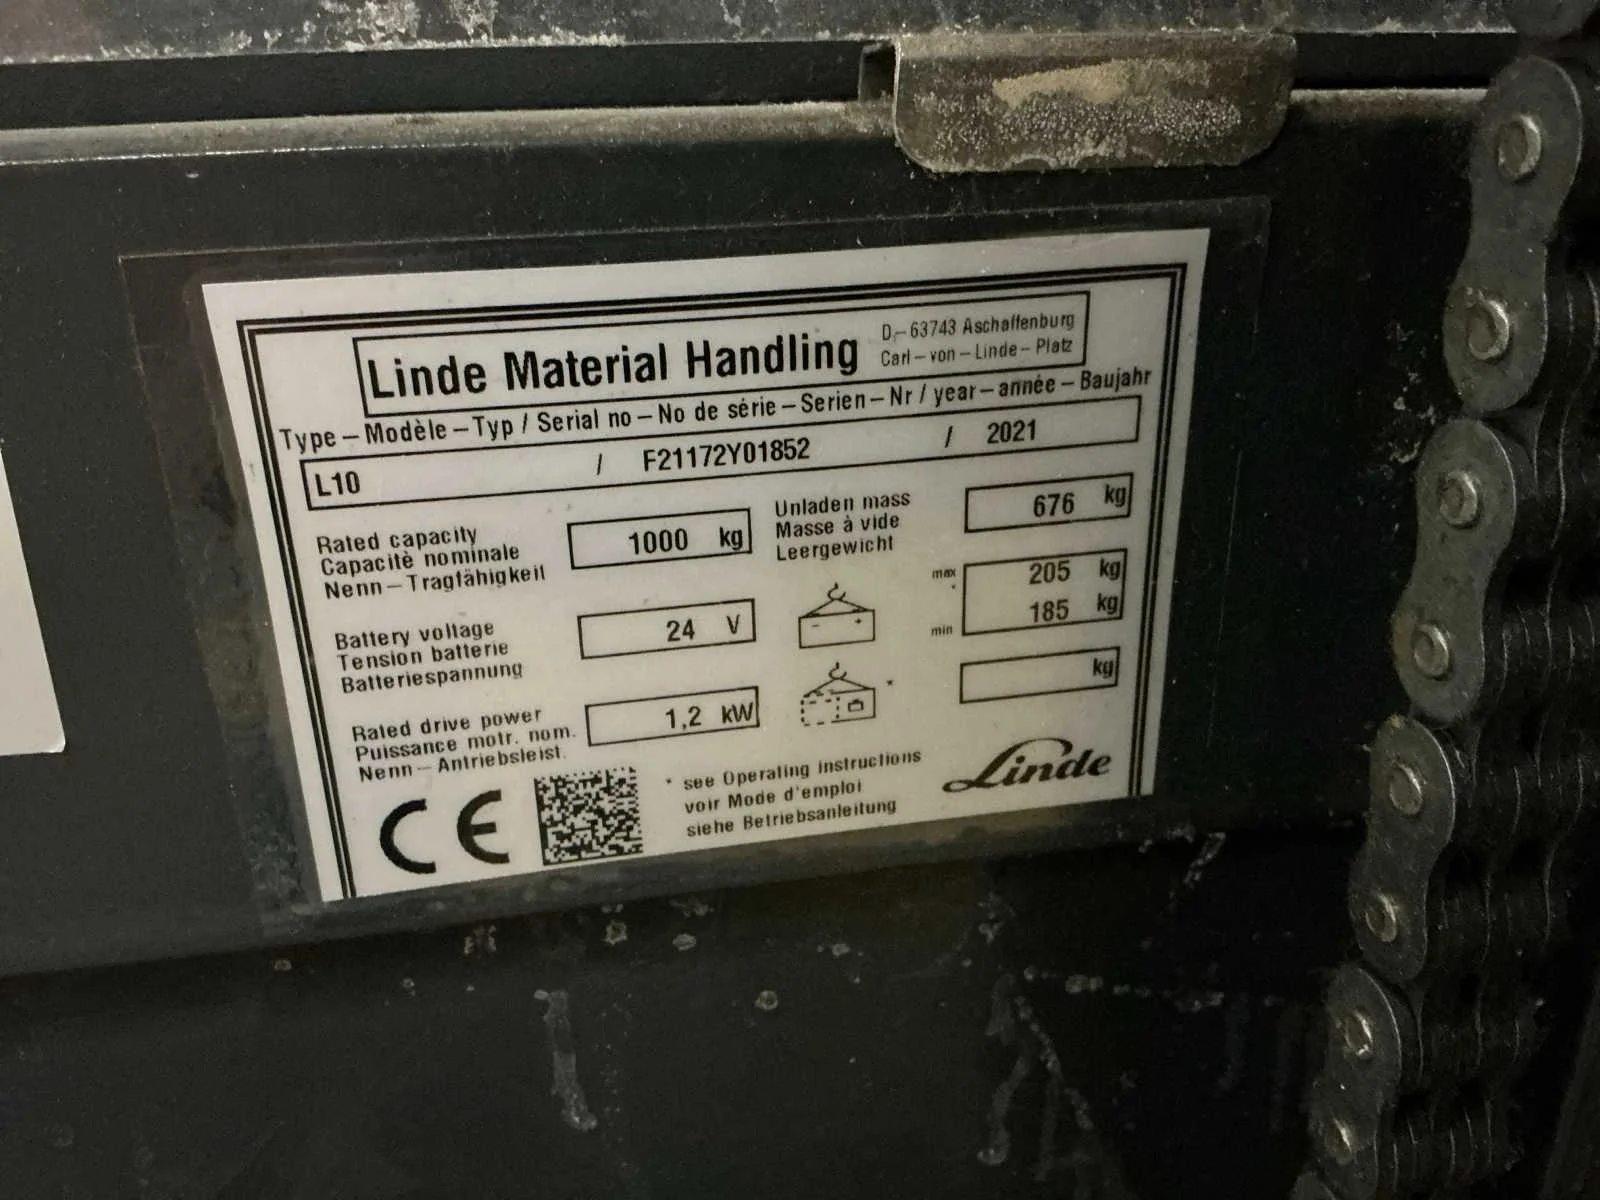 Linde Material Handling
D.– 63743 Aschaffenburg
Carl – von – Linde – Platz
Type – Modèle – Typ / Serial no – No de série – Serien – Nr / year – année – Baujahr
L10 / F21172Y01852 / 2021
Rated capacity
Capacitè nominale
Nenn – Tragfähigkeit
1000 kg
Unladen mass
Masse à vide
Leergewicht
676 kg
Battery voltage
Tension batterie
Batteriespannung
24 V
max
*
205 kg
min
185 kg
Rated drive power
Puissance motr. nom.
Nenn – Antriebsleist.
1,2 kW
*
kg
CE
* see Operating instructions
voir Mode d'emploi
siehe Betriebsanleitung
Linde